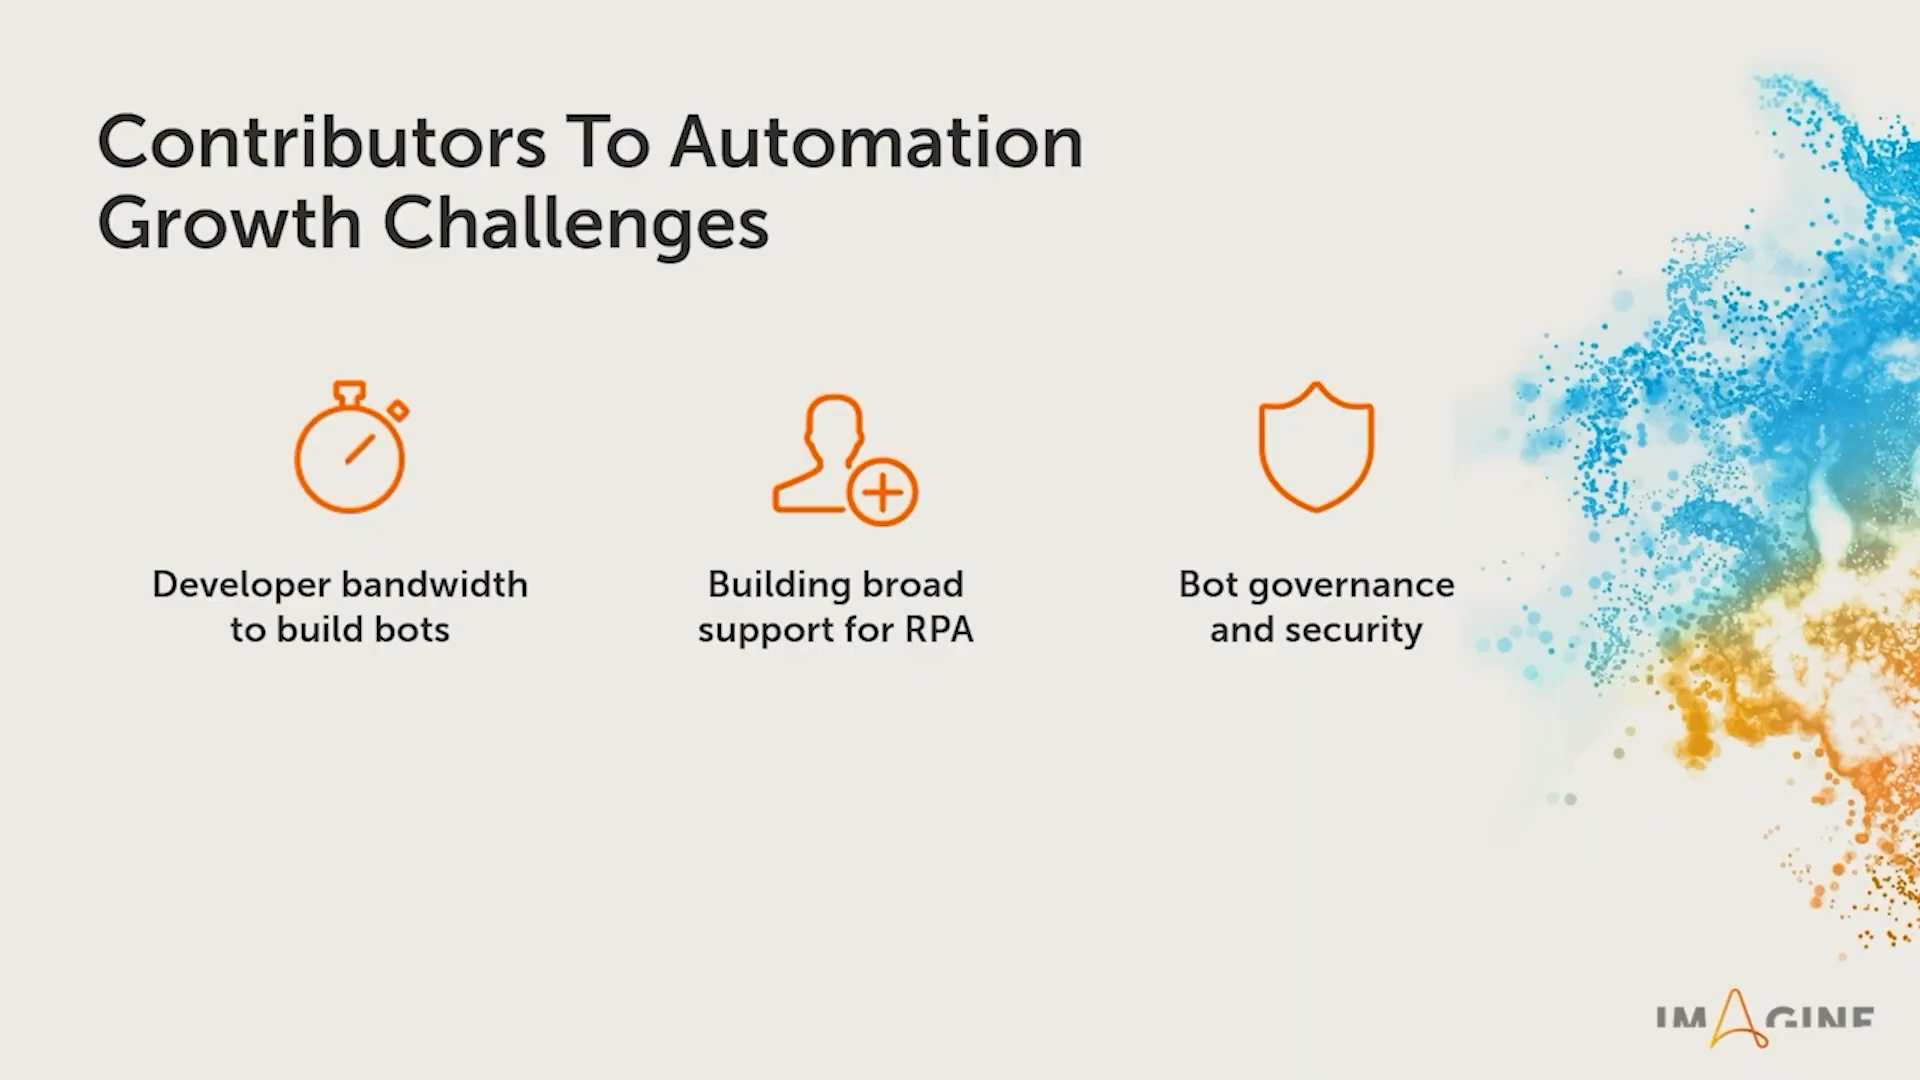 Contributors To Automation
Growth Challenges
Developer bandwidth
to build bots
Building broad
support for RPA
Bot governance
and security
IMAGINE